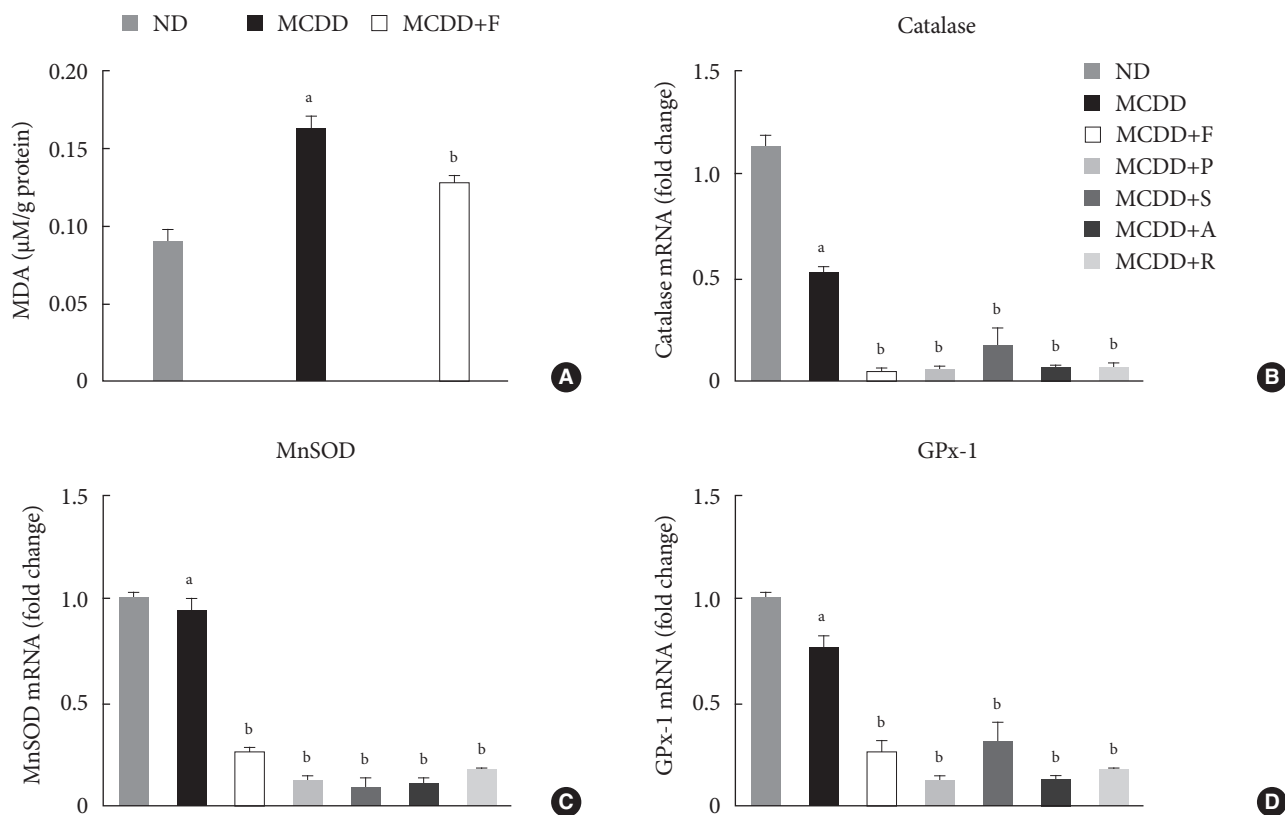 ND MCDD MCDD+F
MDA (μM/g protein)
0.20
0.15
0.10
0.05
0
a
b
A
Catalase
Catalase mRNA (fold change)
1.5
1.0
0.5
0
a
b
b
b
b
b
ND
MCDD
MCDD+F
MCDD+P
MCDD+S
MCDD+A
MCDD+R
B
MnSOD
MnSOD mRNA (fold change)
1.5
1.0
0.5
0
a
b
b
b
b
b
C
GPx-1
GPx-1 mRNA (fold change)
1.5
1.0
0.5
0
a
b
b
b
b
b
D